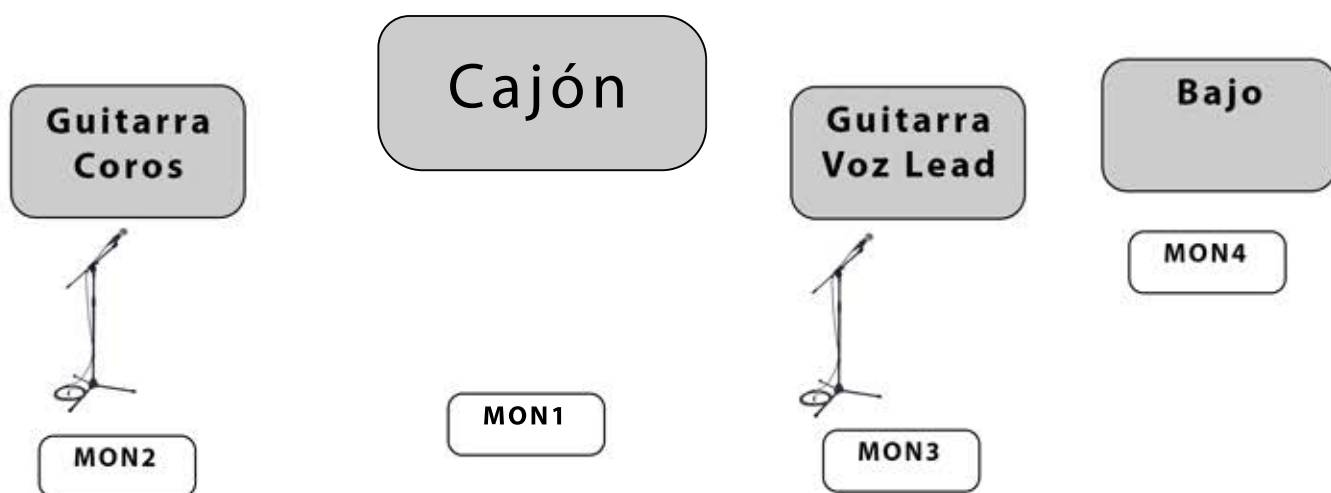 Cajón
Guitarra
Coros
Guitarra
Voz Lead
Bajo
MON4
MON1
MON2
MON3